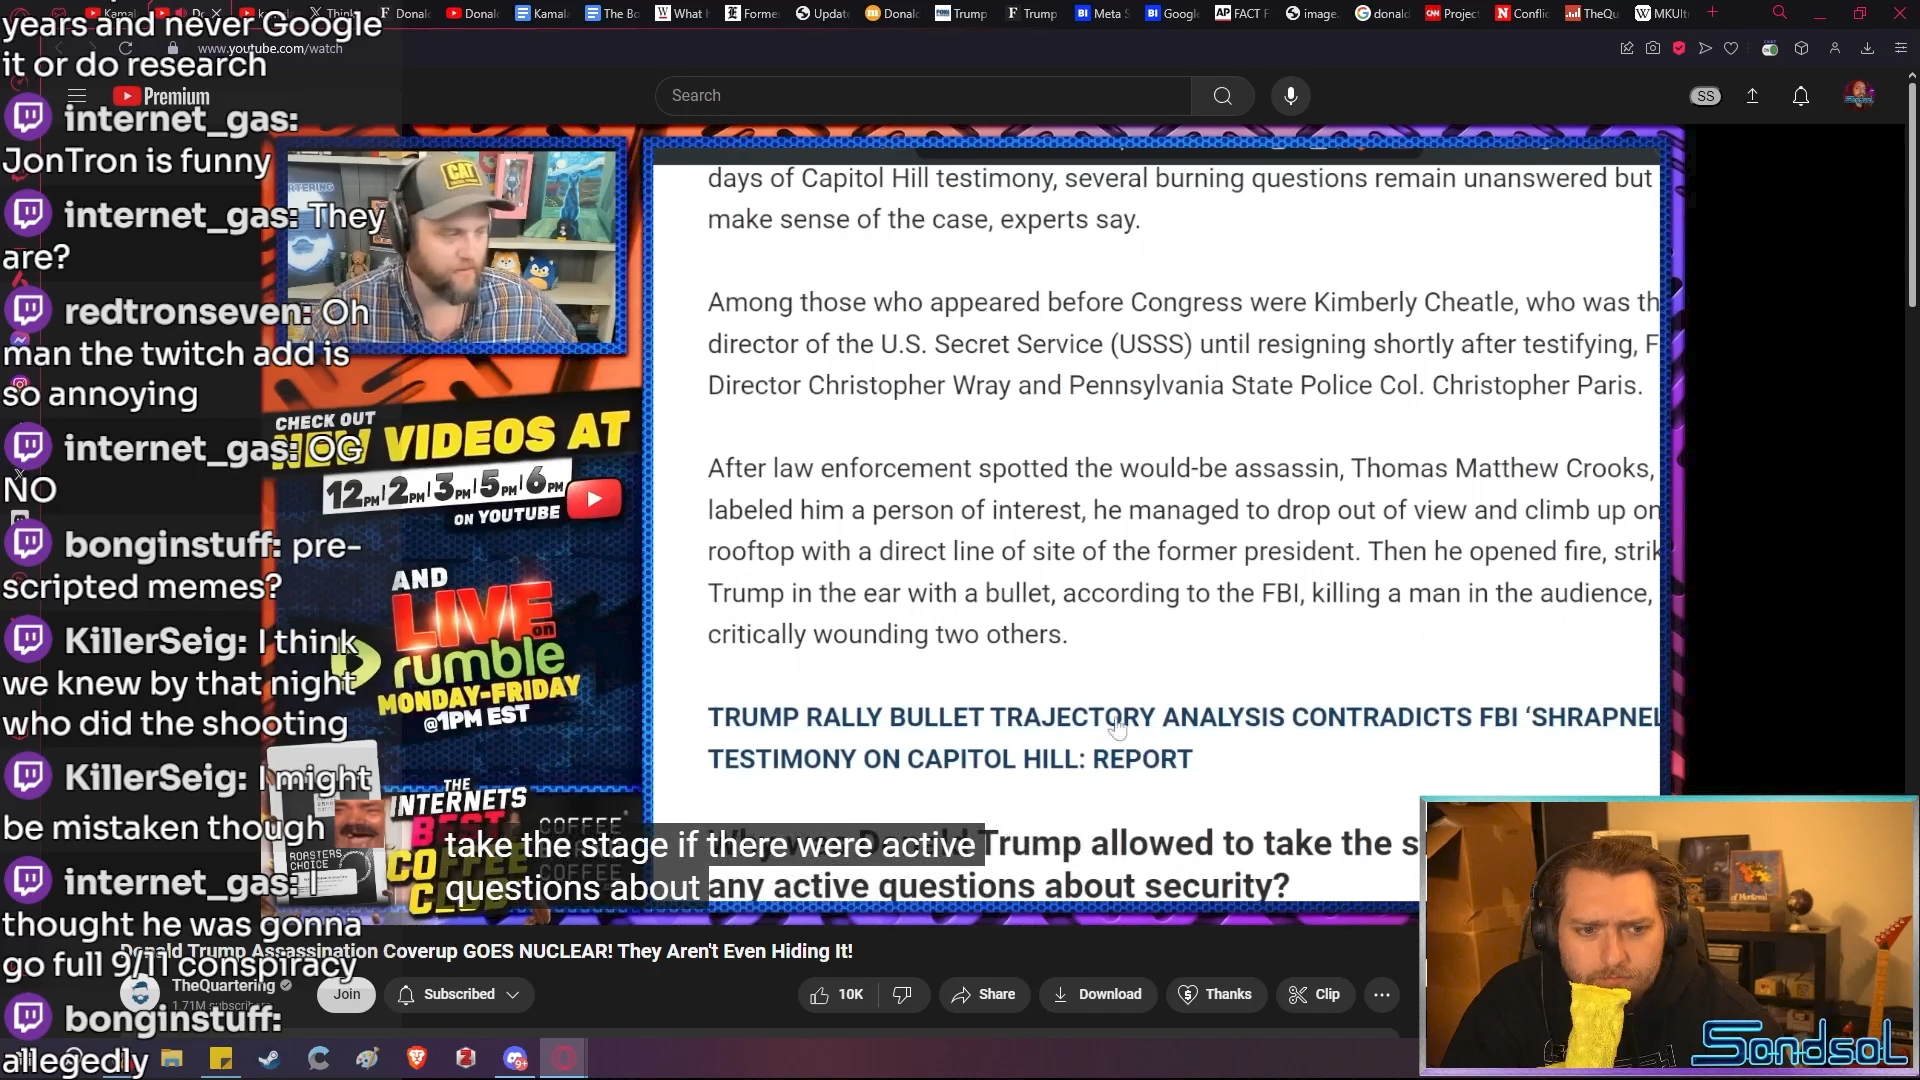 years and never Google
it or do research
internet_gas:
JonTron is funny
internet_gas: They
are?
redtronseven: Oh
man the twitch add is
so annoying
internet_gas: OG
NO
bonginstuff: pre-
scripted memes?
KillerSeig: I think
we knew by that night
who did the shooting
KillerSeig: I might
be mistaken though
internet_gas: I
thought he was gonna
go full 9/11 conspiracy
bonginstuff:
allegedly
www.youtube.com/watch
Premium
Search
SS
CAT
CHECK OUT
NEW VIDEOS AT
12PM | 2PM | 3PM | 5PM | 6PM
ON YOUTUBE
AND
LIVE on
rumble
MONDAY-FRIDAY
@1PM EST
THE
INTERNETS
BEST
COFFEE
CLUB
ROASTERS
CHOICE
days of Capitol Hill testimony, several burning questions remain unanswered but
make sense of the case, experts say.
Among those who appeared before Congress were Kimberly Cheatle, who was th
director of the U.S. Secret Service (USSS) until resigning shortly after testifying, F
Director Christopher Wray and Pennsylvania State Police Col. Christopher Paris.
After law enforcement spotted the would-be assassin, Thomas Matthew Crooks,
labeled him a person of interest, he managed to drop out of view and climb up on
rooftop with a direct line of site of the former president. Then he opened fire, strik
Trump in the ear with a bullet, according to the FBI, killing a man in the audience,
critically wounding two others.
TRUMP RALLY BULLET TRAJECTORY ANALYSIS CONTRADICTS FBI ‘SHRAPNEL
TESTIMONY ON CAPITOL HILL: REPORT
Trump allowed to take the s
any active questions about security?
take the stage if there were active
questions about
Donald Trump Assassination Coverup GOES NUCLEAR! They Aren't Even Hiding It!
TheQuartering
1.71M subscribers
Join
Subscribed
10K
Share
Download
Thanks
Clip
Sondsol